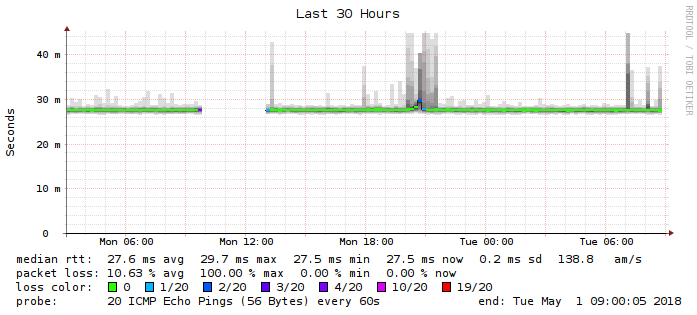 Last 30 Hours
RRDTOOL / TOBI OETIKER
Seconds
40 m
30 m
20 m
10 m
0
Mon 06:00 Mon 12:00 Mon 18:00 Tue 00:00 Tue 06:00
median rtt: 27.6 ms avg 29.7 ms max 27.5 ms min 27.5 ms now 0.2 ms sd 138.8 am/s
packet loss: 10.63 % avg 100.00 % max 0.00 % min 0.00 % now
loss color: 0 1/20 2/20 3/20 4/20 10/20 19/20
probe: 20 ICMP Echo Pings (56 Bytes) every 60s end: Tue May 1 09:00:05 2018